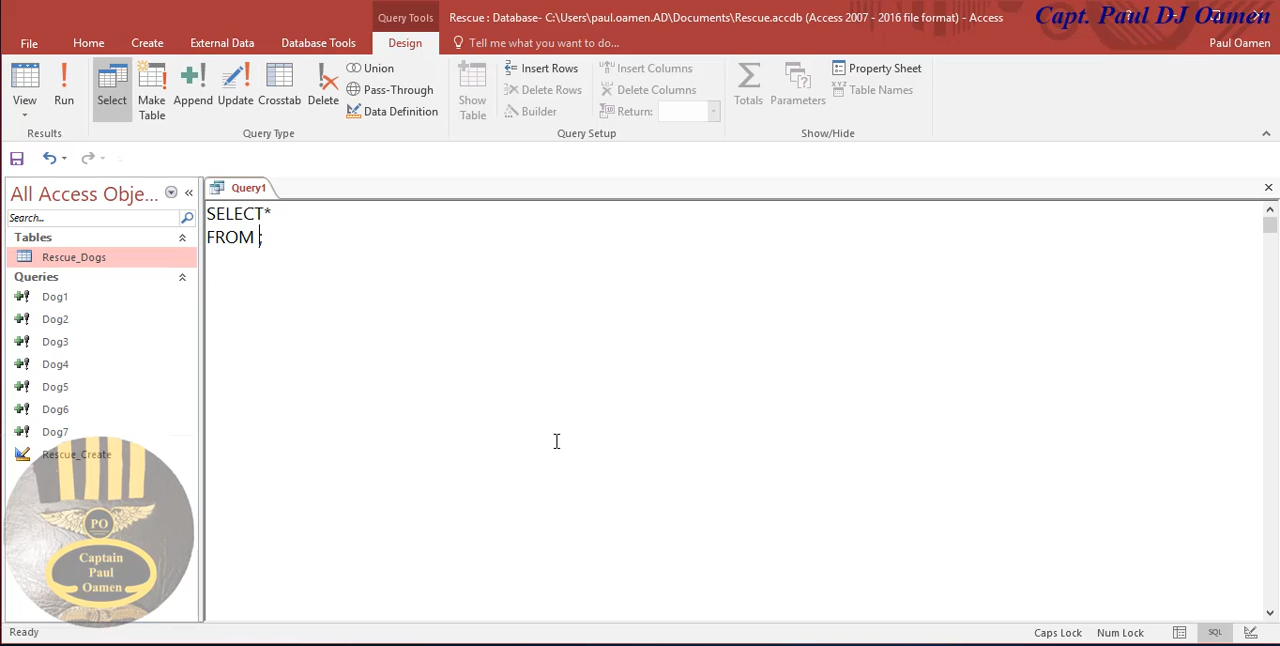 Query Tools
Rescue : Database- C:\Users\paul.oamen.AD\Documents\Rescue.accdb (Access 2007 - 2016 file format) - Access
Capt. Paul DJ Oamen
File
Home
Create
External Data
Database Tools
Design
Tell me what you want to do...
Paul Oamen
View
Run
Select
Make
Table
Append
Update
Crosstab
Delete
Union
Pass-Through
Data Definition
Show
Table
Insert Rows
Delete Rows
Builder
Insert Columns
Delete Columns
Return:
Totals
Parameters
Property Sheet
Table Names
Results
Query Type
Query Setup
Show/Hide
All Access Obje...
Search..
Tables
Rescue_Dogs
Queries
Dog1
Dog2
Dog3
Dog4
Dog5
Dog6
Dog7
Rescue_Create
Query1
SELECT*
FROM ;
PO
Captain
Paul
Oamen
Ready
Caps Lock
Num Lock
SQL